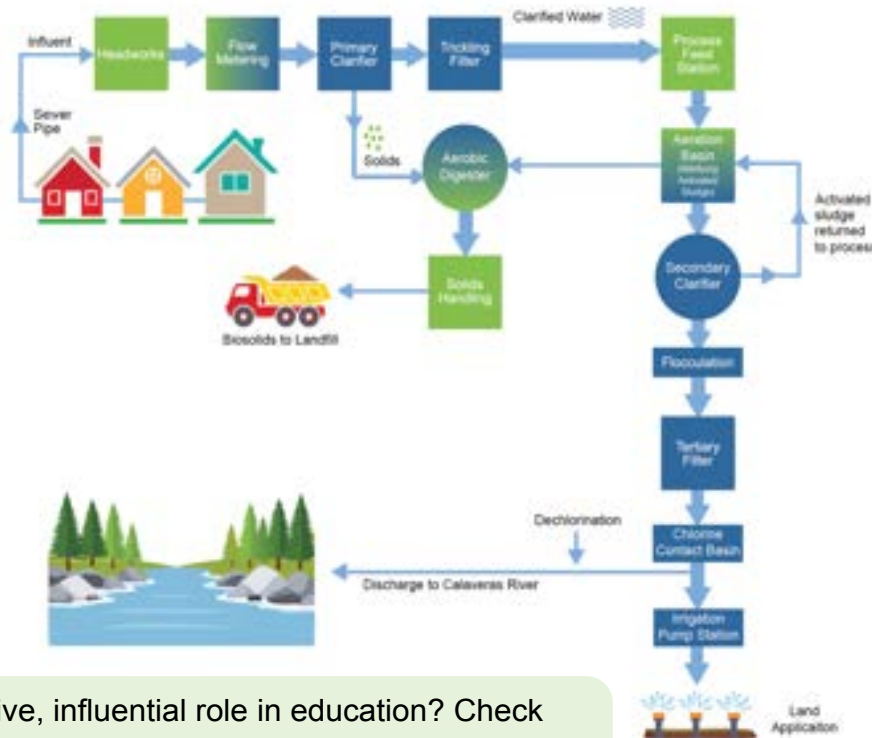 Clarified Water
Influent
Headworks
Flow
Metering
Primary
Clarifier
Trickling
Filter
Process
Feed
Station
Sewer
Pipe
Solids
Aerobic
Digester
Aeration
Basin
Activated
Activated
sludge
returned
to process
Secondary
Clarifier
Solids
Handling
Biosolids to Landfill
Flocculation
Tertiary
Filter
Dechlorination
Chlorine
Contact Basin
Discharge to Calaveras River
Irrigation
Pump Station
ive, influential role in education? Check
Land
Application